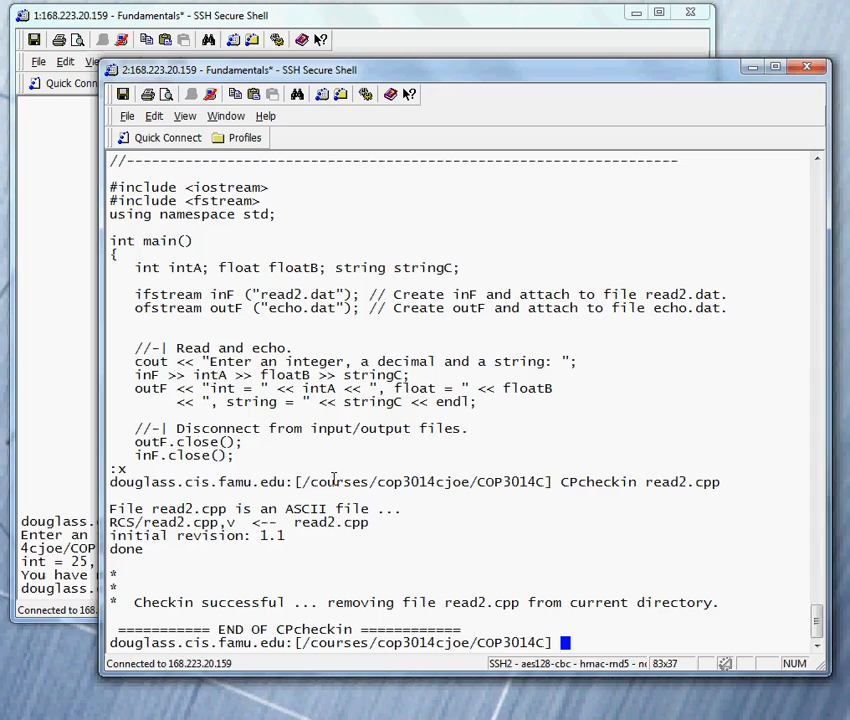 1:168.223.20.159 - Fundamentals* - SSH Secure Shell
File Edit
Quick Conn
2:168.223.20.159 - Fundamentals* - SSH Secure Shell
File Edit View Window Help
Quick Connect Profiles
//---------------------------------------------------------------
#include <iostream>
#include <fstream>
using namespace std;
int main()
{
int intA; float floatB; string stringC;
ifstream inF ("read2.dat"); // Create inF and attach to file read2.dat.
ofstream outF ("echo.dat"); // Create outF and attach to file echo.dat.
//-| Read and echo.
cout << "Enter an integer, a decimal and a string: ";
inF >> intA >> floatB >> stringC;
outF << "int = " << intA << ", float = " << floatB
<< ", string = " << stringC << endl;
//-| Disconnect from input/output files.
outF.close();
inF.close();
:x
douglass.cis.famu.edu:[/courses/cop3014cjoe/COP3014C] CPcheckin read2.cpp
File read2.cpp is an ASCII file ...
RCS/read2.cpp,v <-- read2.cpp
initial revision: 1.1
done
*
*
* Checkin successful ... removing file read2.cpp from current directory.
=========== END OF CPcheckin ============
douglass.cis.famu.edu:[/courses/cop3014cjoe/COP3014C]
Connected to 168.223.20.159 SSH2 - aes128-cbc - hmac-md5 - 83x37 NUM
douglass.
Enter an
4cjoe/COP
int = 25,
You have
douglass.
Connected to 168.